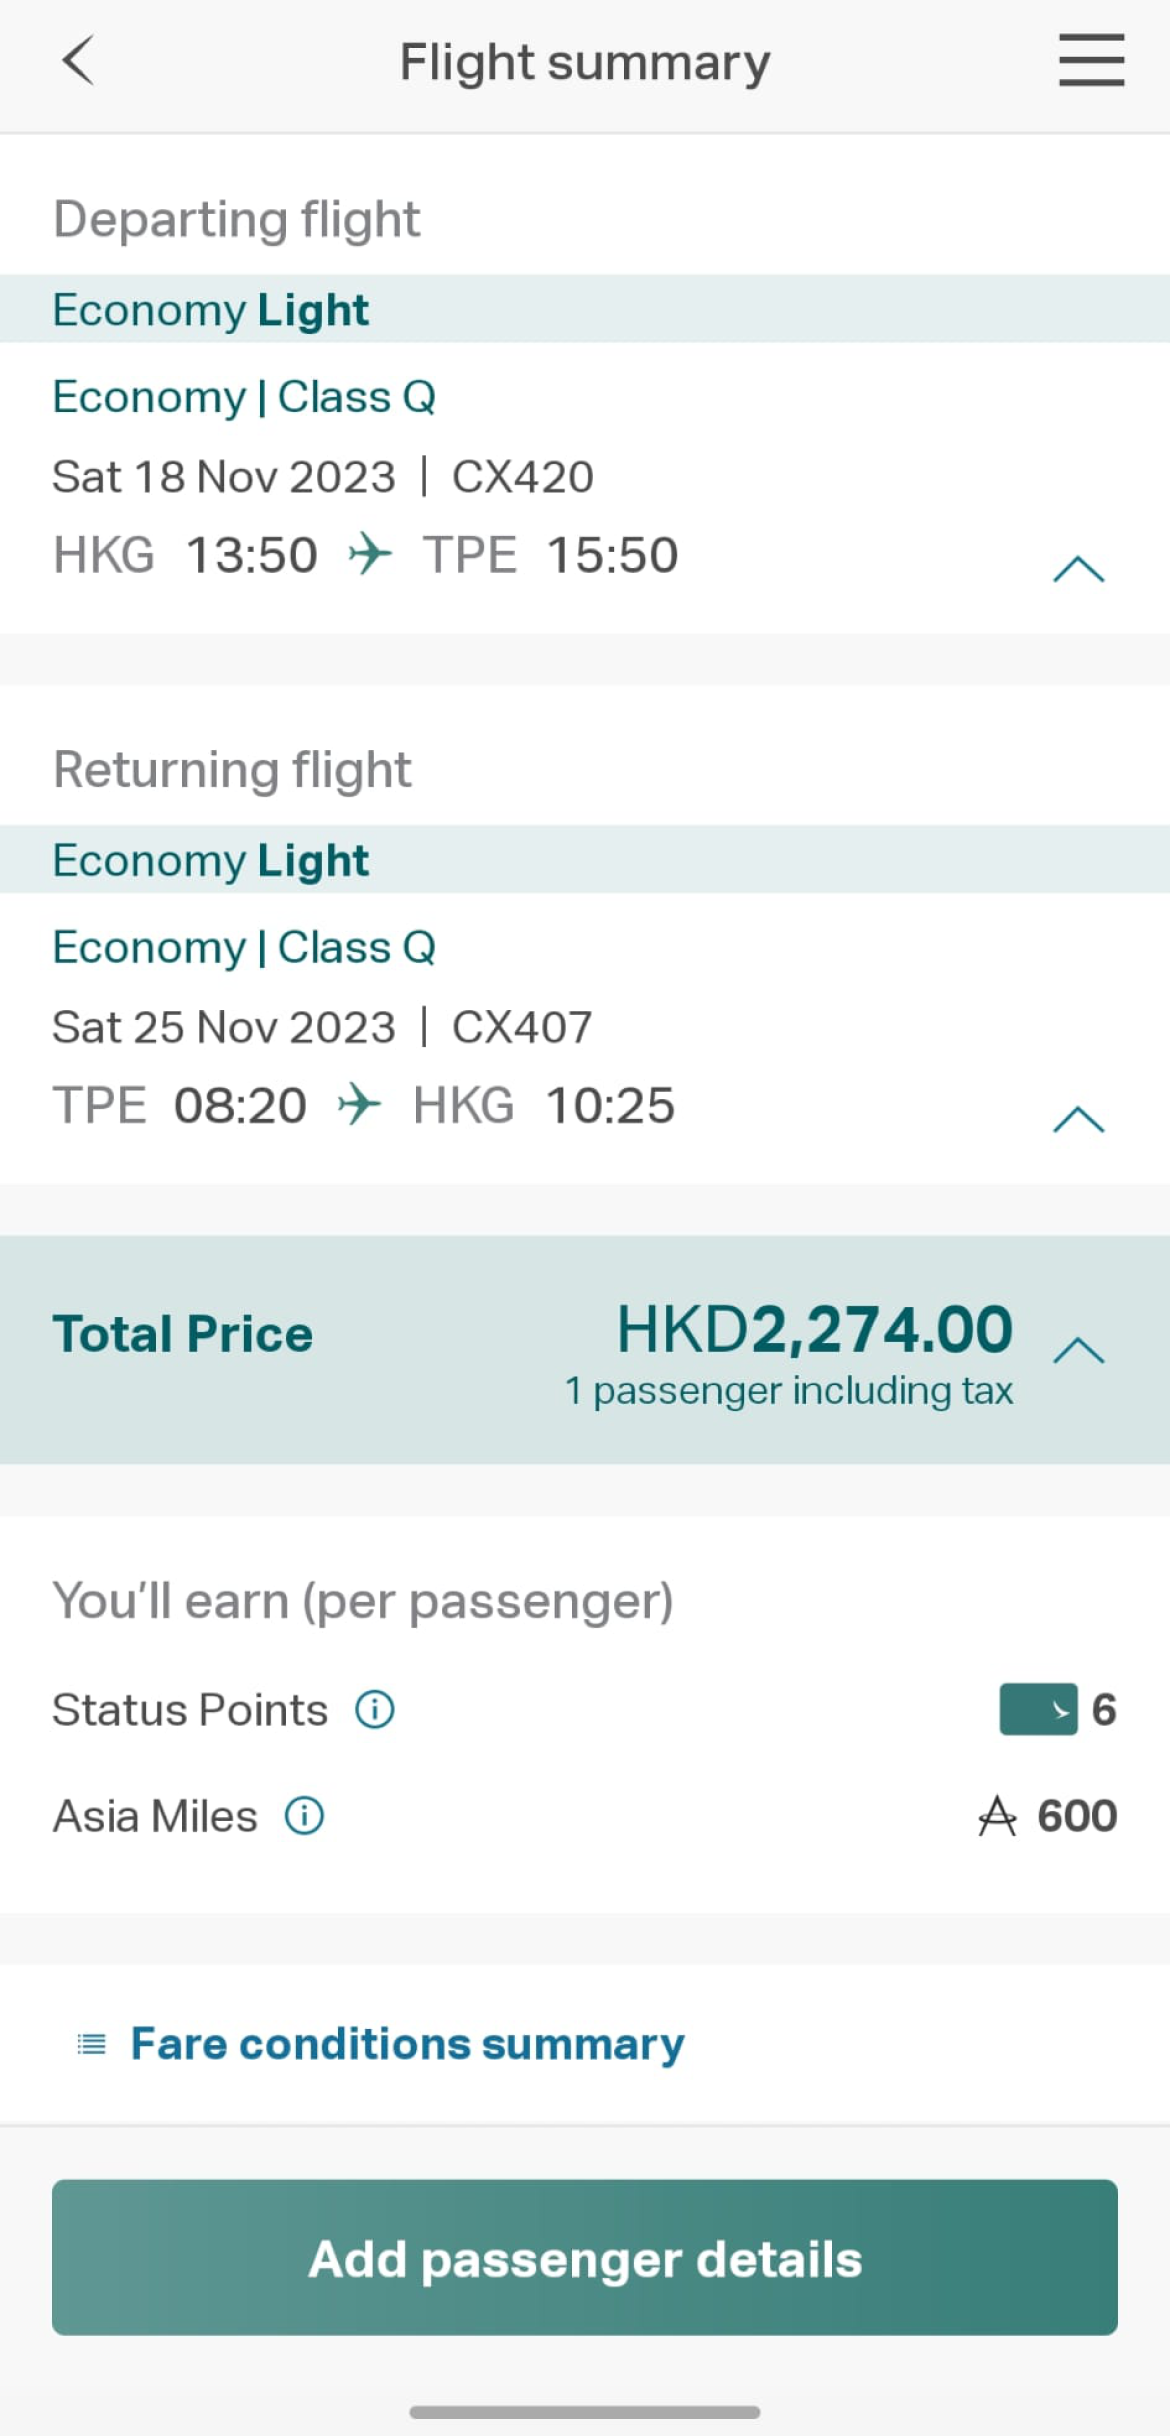 Flight summary
Departing flight
Economy Light
Economy | Class Q
Sat 18 Nov 2023 | CX420
HKG 13:50 TPE 15:50
Returning flight
Economy Light
Economy | Class Q
Sat 25 Nov 2023 | CX407
TPE 08:20 HKG 10:25
Total Price HKD2,274.00
1 passenger including tax
You'll earn (per passenger)
Status Points 6
Asia Miles 600
Fare conditions summary
Add passenger details